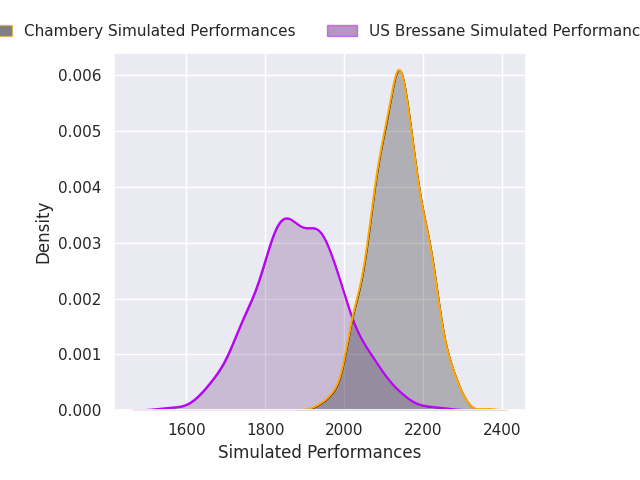 Chambery Simulated Performances
US Bressane Simulated Performanc
0.006
0.005
0.004
0.003
0.002
0.001
0.000
Density
1600 1800 2000 2200 2400
Simulated Performances